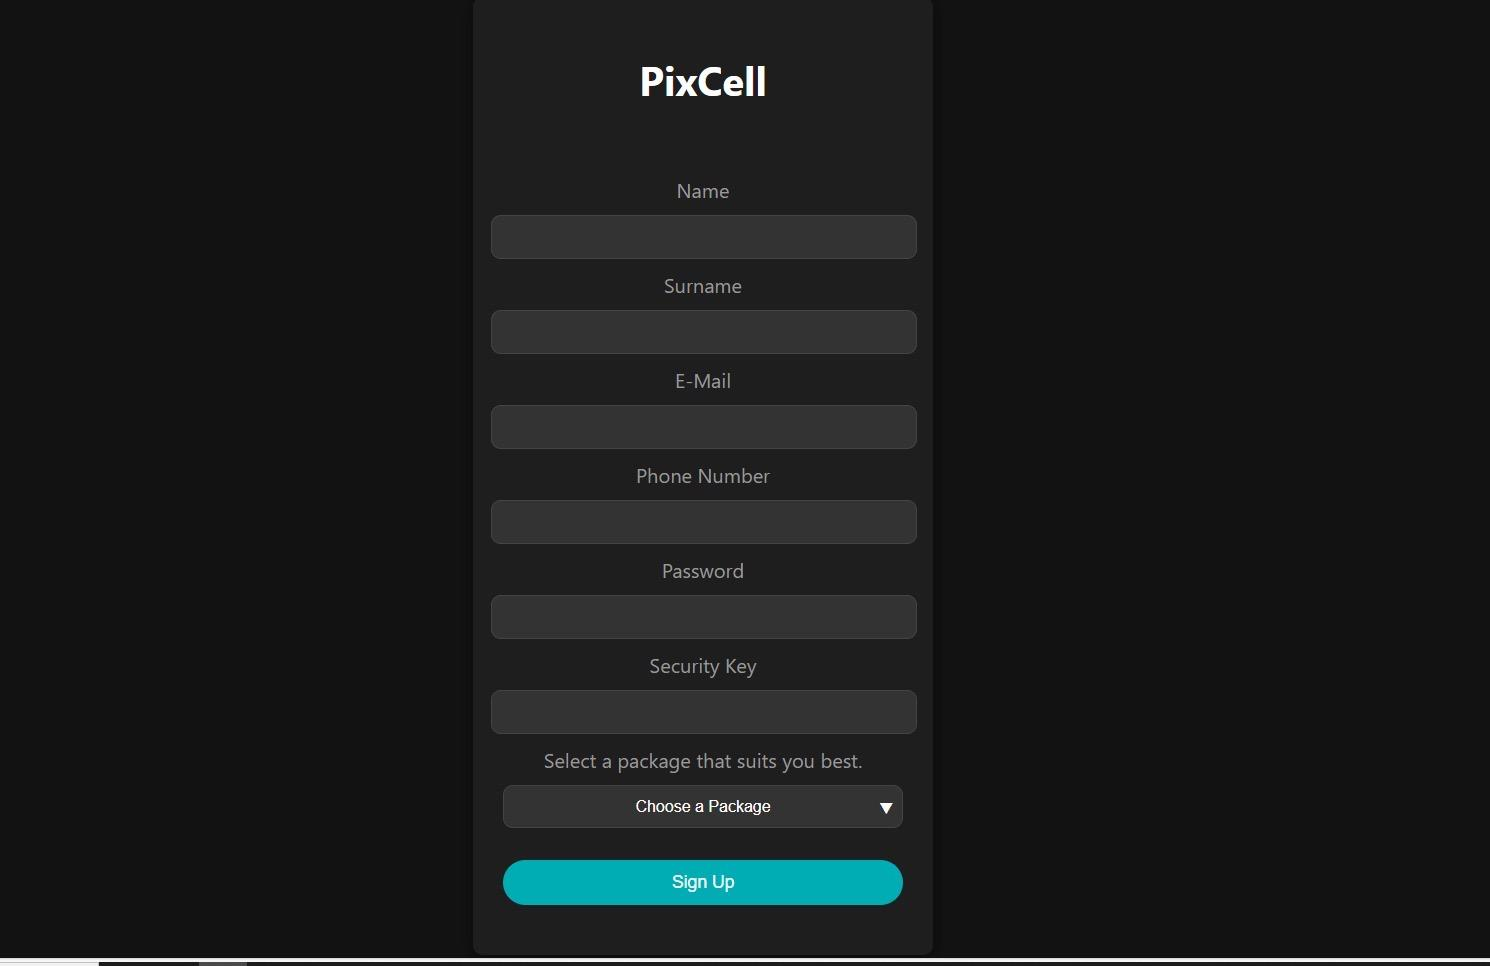 PixCell
Name
Surname
E-Mail
Phone Number
Password
Security Key
Select a package that suits you best.
Choose a Package
Sign Up